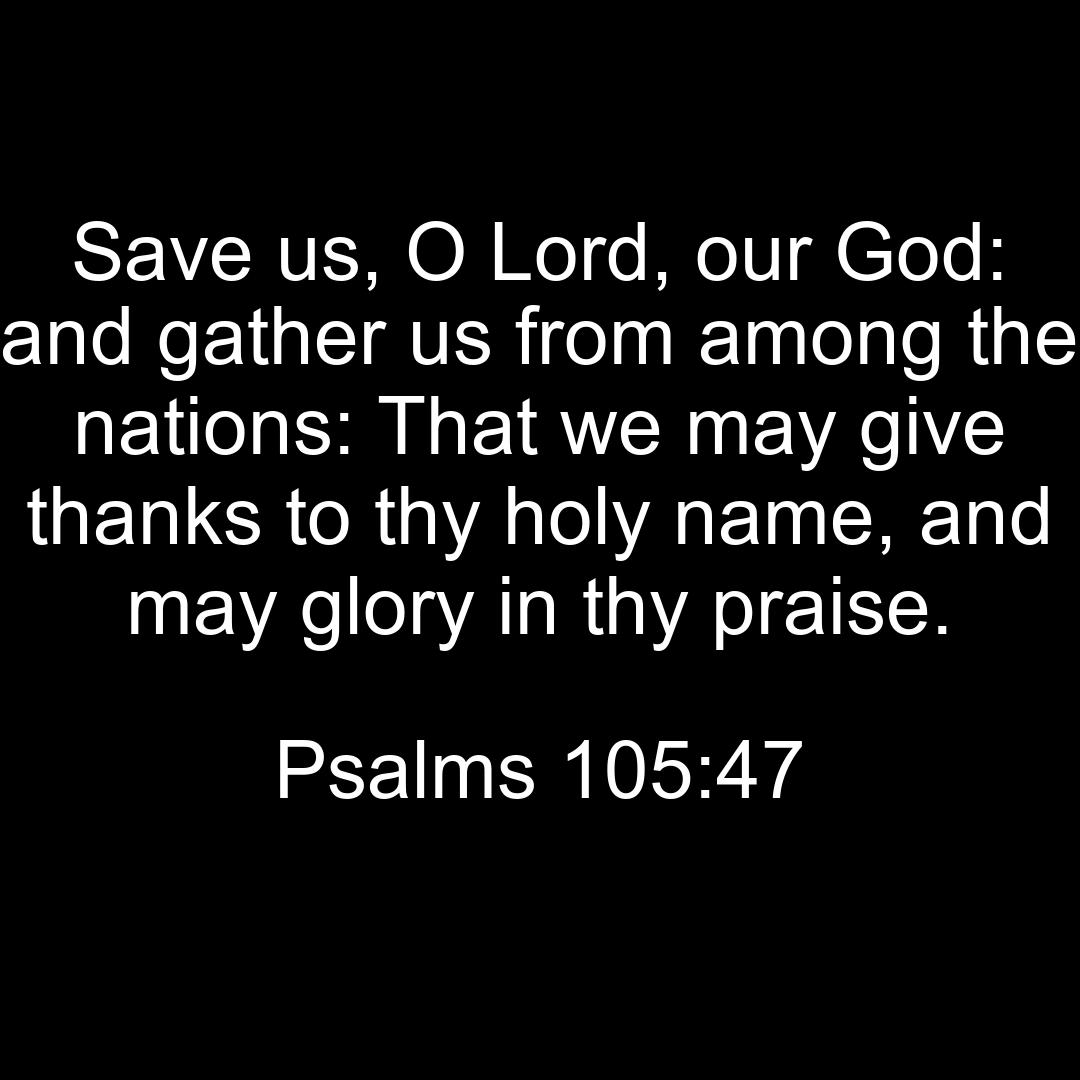 Save us, O Lord, our God:
and gather us from among the
nations: That we may give
thanks to thy holy name, and
may glory in thy praise.
Psalms 105:47